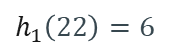 h₁(22) = 6